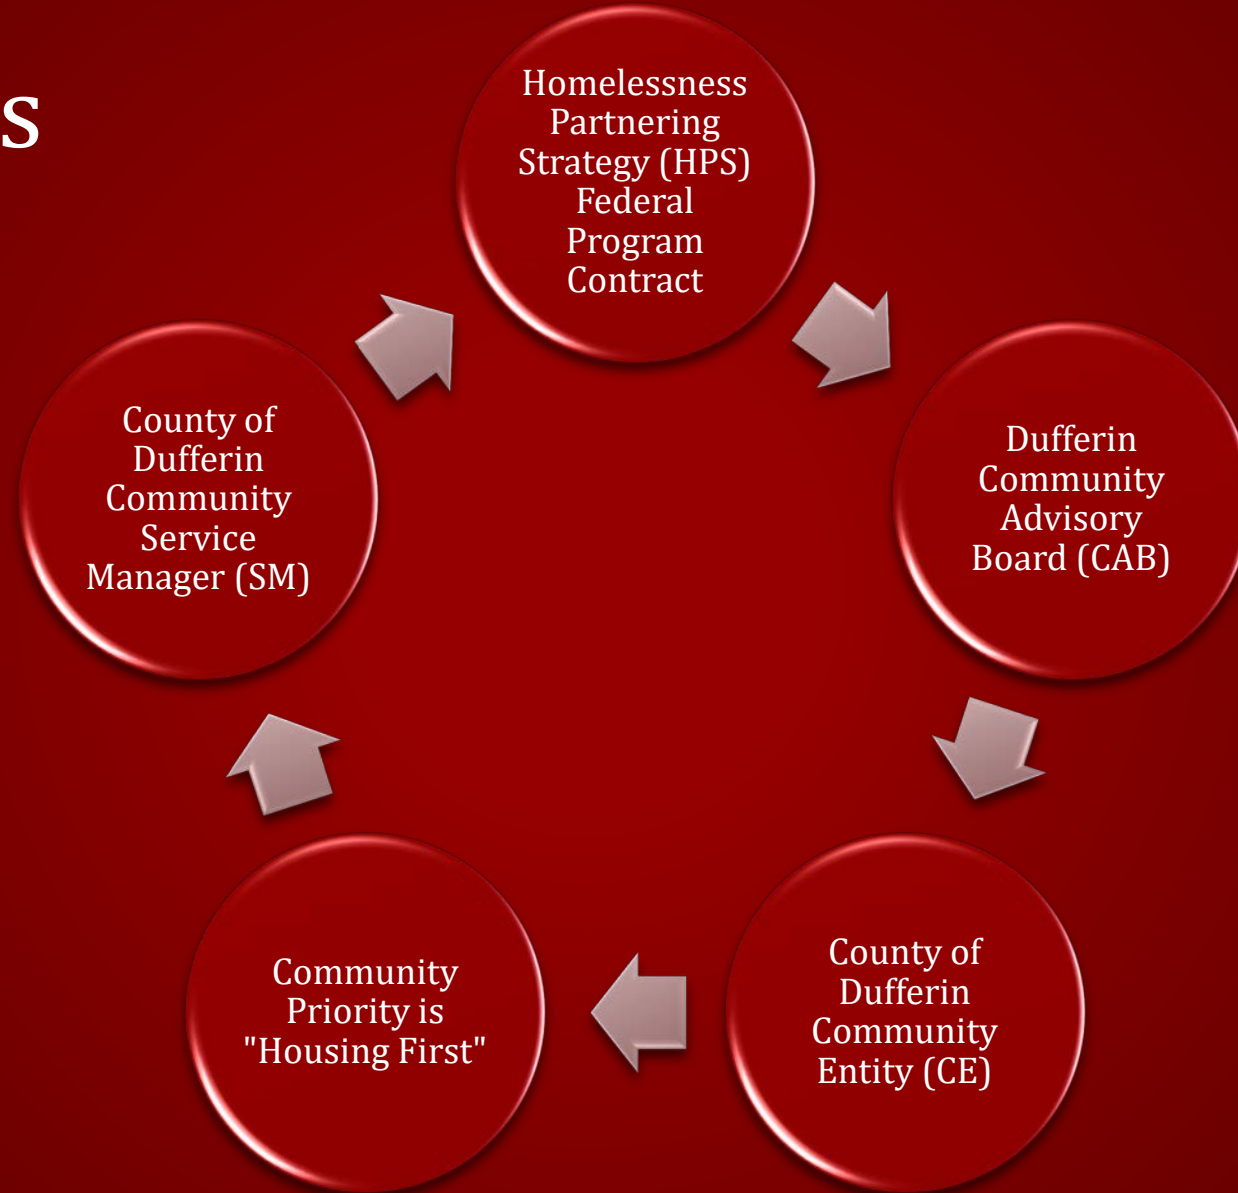 s
Homelessness
Partnering
Strategy (HPS)
Federal
Program
Contract
Dufferin
Community
Advisory
Board (CAB)
County of
Dufferin
Community
Entity (CE)
Community
Priority is
"Housing First"
County of
Dufferin
Community
Service
Manager (SM)